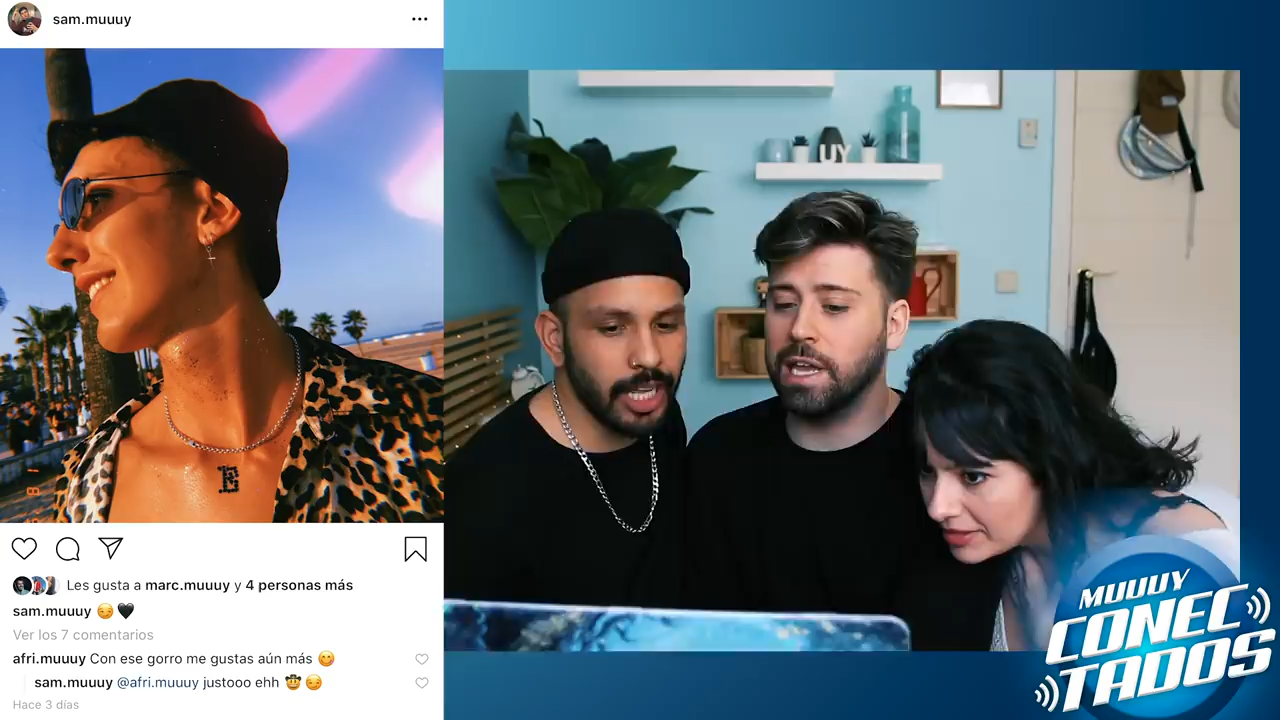 sam.muuuy
UY
Les gusta a marc.muuuy y 4 personas más
sam.muuuy 😏🖤
Ver los 7 comentarios
afri.muuuy Con ese gorro me gustas aún más 😋
sam.muuuy @afri.muuuy justooo ehh 🤠😏
Hace 3 días
MUUUY
CONEC
TADOS